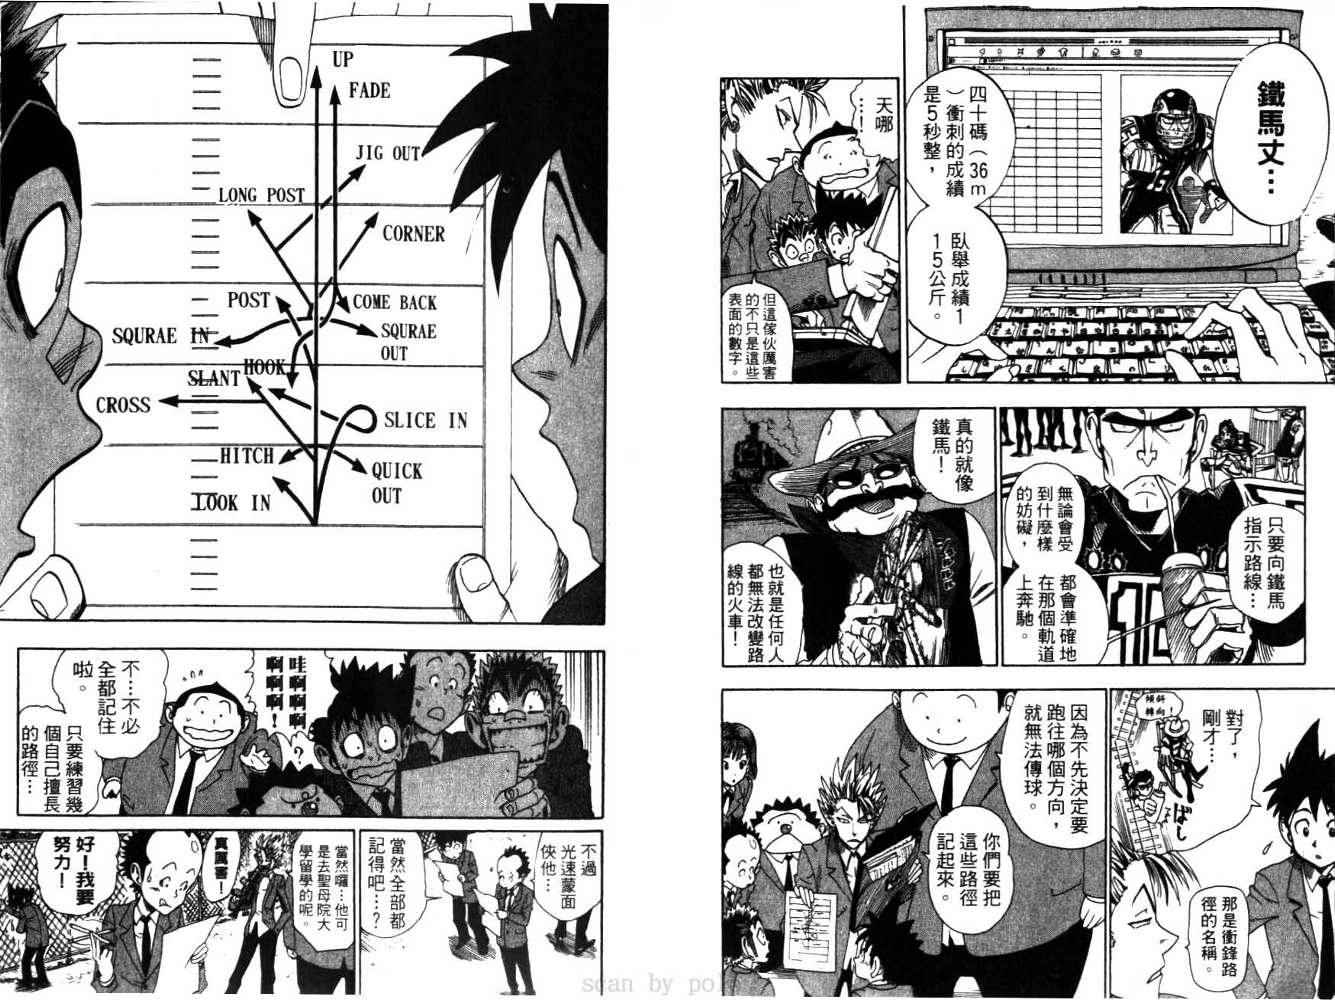 鐵馬丈…
四十碼（36m
）衝刺的成績
是5秒整，
臥舉成績1
15公斤。
天哪
…！
但這傢伙厲害
的不只是這些
表面的數字。
只要向鐵馬
指示路線…
無論會受
到什麼樣
的妨礙，
都會準確地
在那個軌道
上奔馳。
真的就像
鐵馬！
也就是任何人
都無法改變路
線的火車！
傾斜
轉向！
ばし
對了，
剛才…
那是衝鋒路
徑的名稱。
因為不先決定要
跑往哪個方向，
就無法傳球。
你們要把
這些路徑
記起來。
UP
FADE
JIG OUT
LONG POST
CORNER
POST
COME BACK
SQURAE IN
SQURAE
OUT
HOOK
SLANT
CROSS
SLICE IN
HITCH
QUICK
OUT
LOOK IN
哇啊啊啊
啊啊啊！
？
不…不必
全都記住
啦。
只要練習幾
個自己擅長
的路徑…
不過
光速蒙面
俠他…
當然全部都
記得吧…？
當然囉…他可
是去聖母院大
學留學的呢。
真厲害！
好！我要
努力！
scan by polo